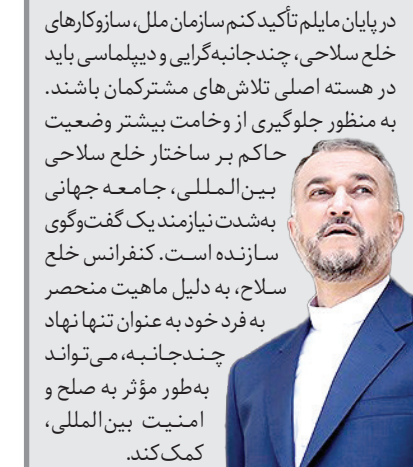 در پایان مایلم تأکید کنم سازمان ملل، سازوکارهای
خلع سلاحی، چندجانبه‌گرایی و دیپلماسی باید
در هسته اصلی تلاش‌های مشترکمان باشند.
به منظور جلوگیری از وخامت بیشتر وضعیت
حاکم بر ساختار خلع سلاحی
بین‌المللی، جامعه جهانی
به‌شدت نیازمند یک گفت‌وگوی
سازنده است. کنفرانس خلع
سلاح، به دلیل ماهیت منحصر
به فرد خود به عنوان تنها نهاد
چندجانبه، می‌تواند
به‌طور مؤثر به صلح و
امنیت بین‌المللی،
کمک کند.